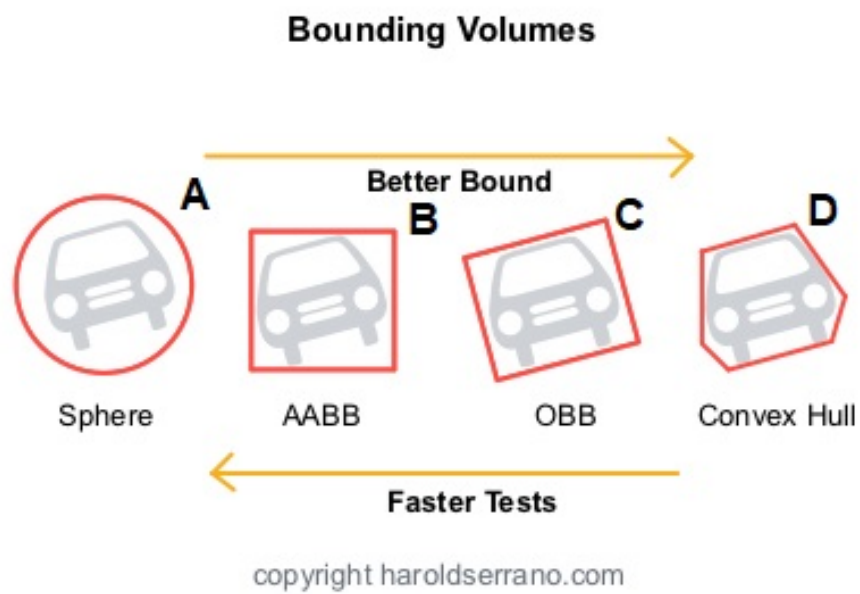 Bounding Volumes
Better Bound
A
B
C
D
Sphere
AABB
OBB
Convex Hull
Faster Tests
copyright haroldserrano.com